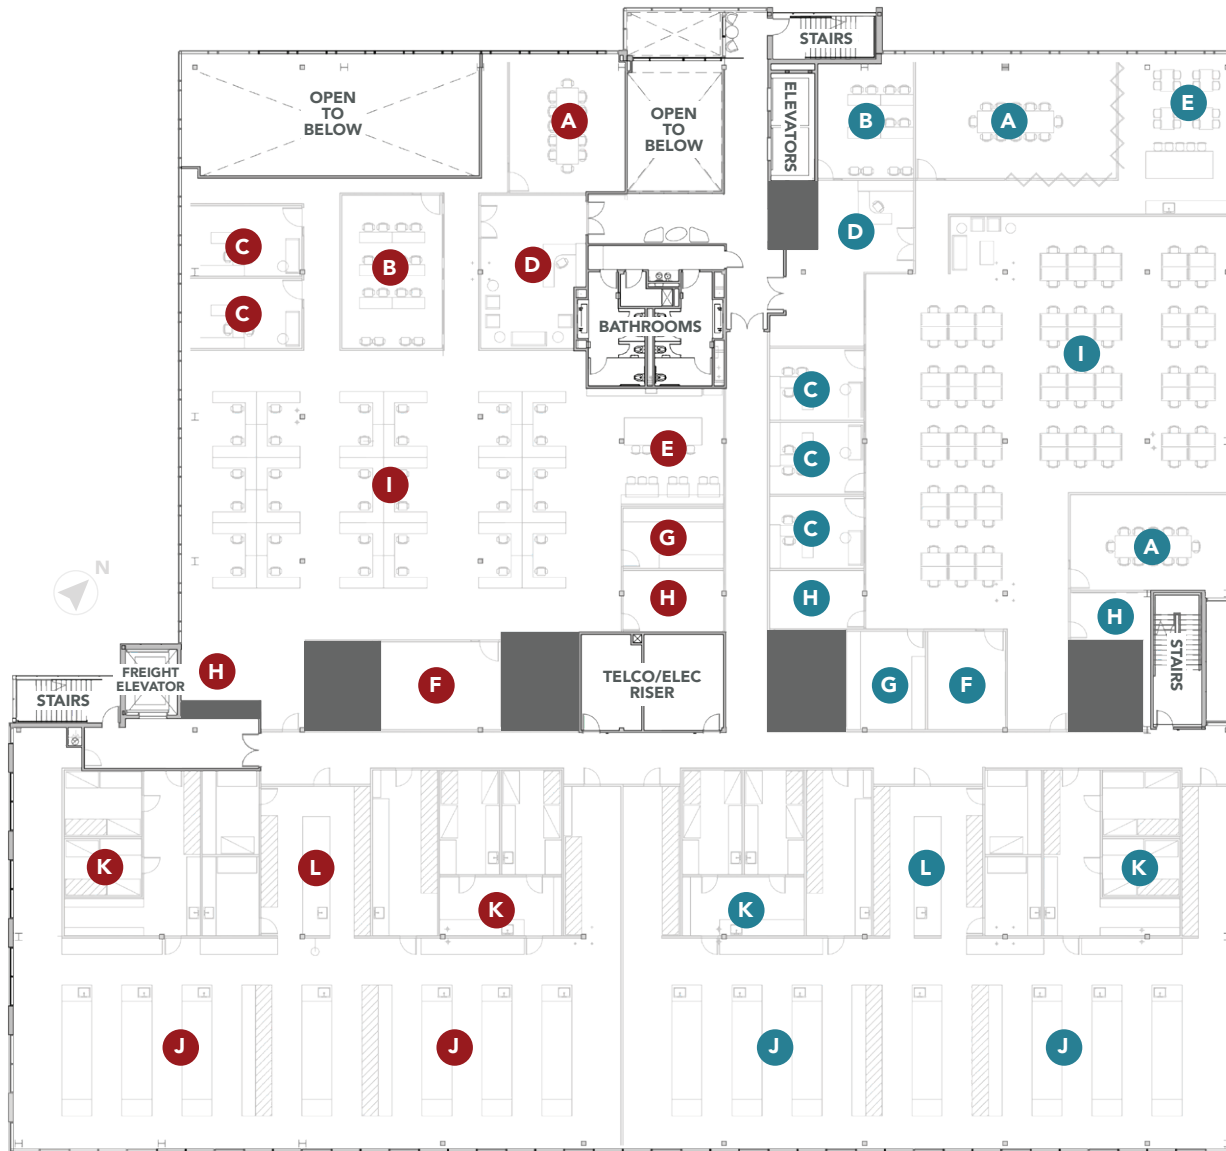 STAIRS
OPEN
TO
BELOW
A
OPEN
TO
BELOW
ELEVATORS
B
A
E
C
B
D
D
C
BATHROOMS
I
C
E
C
I
G
C
A
H
H
H
N
STAIRS
FREIGHT
ELEVATOR
H
STAIRS
F
TELCO/ELEC
RISER
G
F
K
L
K
K
L
K
J
J
J
J